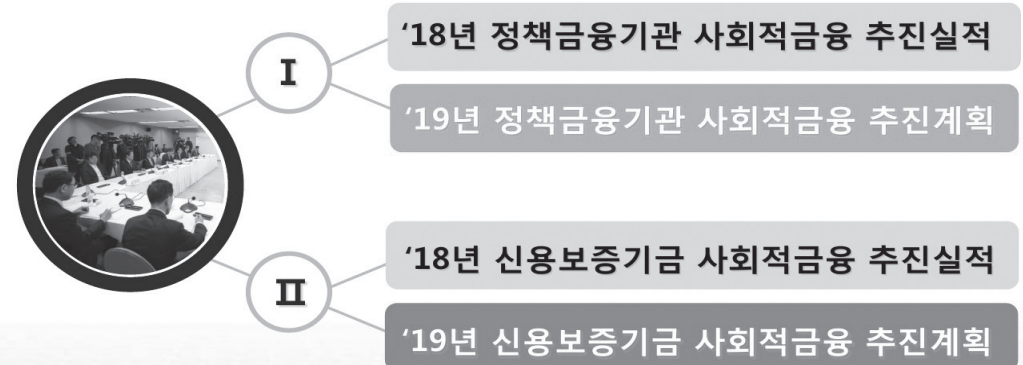 I
‘18년 정책금융기관 사회적금융 추진실적
‘19년 정책금융기관 사회적금융 추진계획
II
‘18년 신용보증기금 사회적금융 추진실적
‘19년 신용보증기금 사회적금융 추진계획